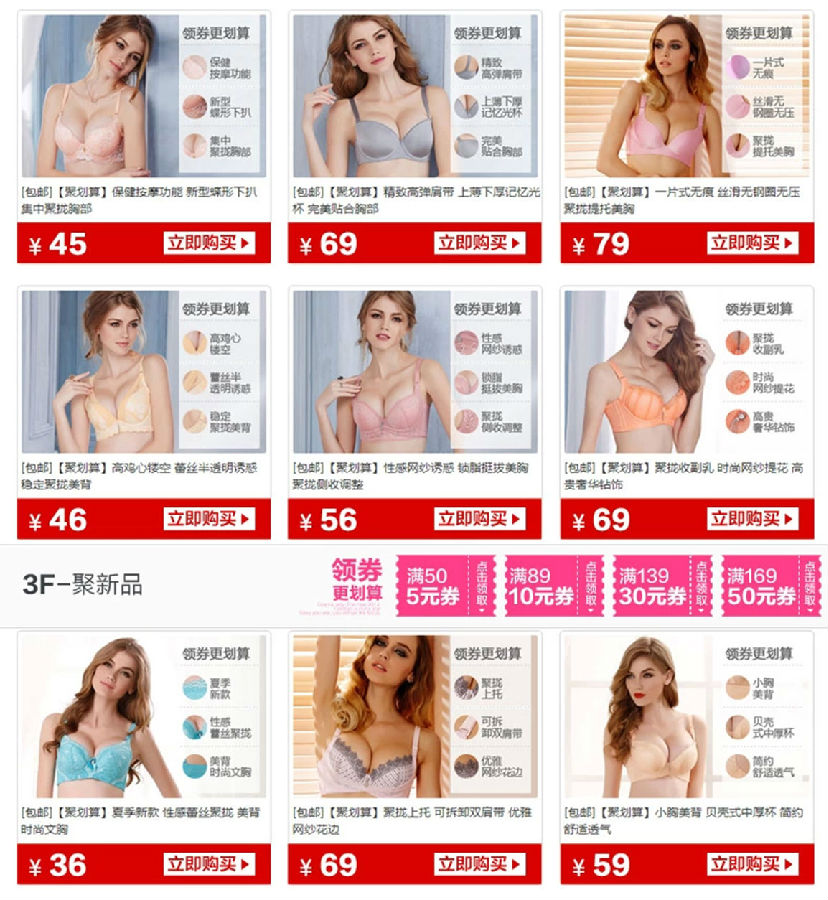 领券更划算
保健
按摩功能
新型
蝶形下扒
集中
聚拢胸部
[包邮]【聚划算】保健按摩功能 新型蝶形下扒
集中聚拢胸部
¥ 45
立即购买
领券更划算
精致
高弹肩带
上薄下厚
记忆光杯
完美
贴合胸部
[包邮]【聚划算】精致高弹肩带 上薄下厚记忆光
杯 完美贴合胸部
¥ 69
立即购买
领券更划算
一片式
无痕
丝滑无
钢圈无压
聚拢
提托美胸
[包邮]【聚划算】一片式无痕 丝滑无钢圈无压
聚拢提托美胸
¥ 79
立即购买
领券更划算
高鸡心
镂空
蕾丝半
透明诱惑
稳定
聚拢美背
[包邮]【聚划算】高鸡心镂空 蕾丝半透明诱惑
稳定聚拢美背
¥ 46
立即购买
领券更划算
性感
网纱诱惑
锁脂
挺拔美胸
聚拢
侧收调整
[包邮]【聚划算】性感网纱诱惑 锁脂挺拔美胸
聚拢侧收调整
¥ 56
立即购买
领券更划算
聚拢
收副乳
时尚
网纱提花
高贵
奢华钻饰
[包邮]【聚划算】聚拢收副乳 时尚网纱提花 高
贵奢华钻饰
¥ 69
立即购买
3F-聚新品
领券
更划算
满50
5元券
点击领取
满89
10元券
点击领取
满139
30元券
点击领取
满169
50元券
点击领取
领券更划算
夏季
新款
性感
蕾丝聚拢
美背
时尚文胸
[包邮]【聚划算】夏季新款 性感蕾丝聚拢 美背
时尚文胸
¥ 36
立即购买
领券更划算
聚拢
上托
可拆
卸双肩带
优雅
网纱花边
[包邮]【聚划算】聚拢上托 可拆卸双肩带 优雅
网纱花边
¥ 69
立即购买
领券更划算
小胸
美背
贝壳
式中厚杯
简约
舒适透气
[包邮]【聚划算】小胸美背 贝壳式中厚杯 简约
舒适透气
¥ 59
立即购买